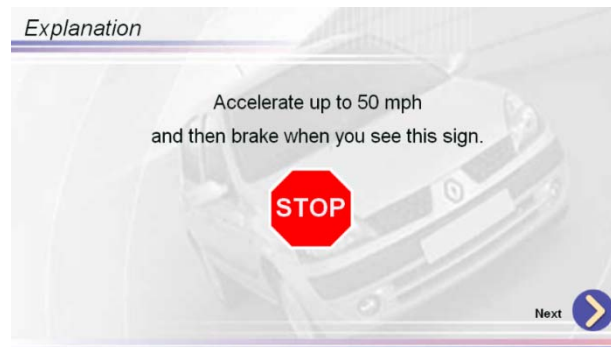 Explanation
Accelerate up to 50 mph
and then brake when you see this sign.
STOP
Next